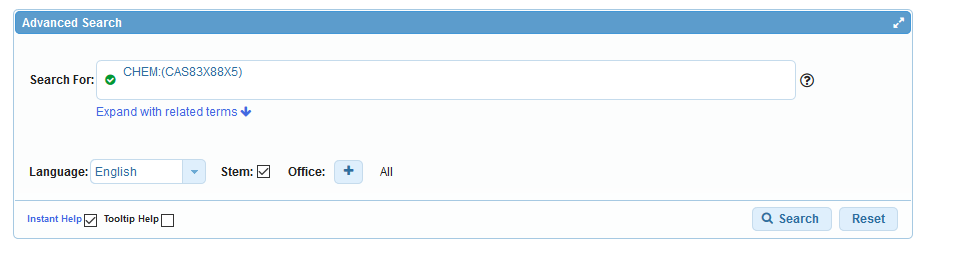 Advanced Search
Search For: CHEM:(CAS83X88X5)
Expand with related terms
Language: English Stem: Office: + All
Instant Help Tooltip Help Search Reset